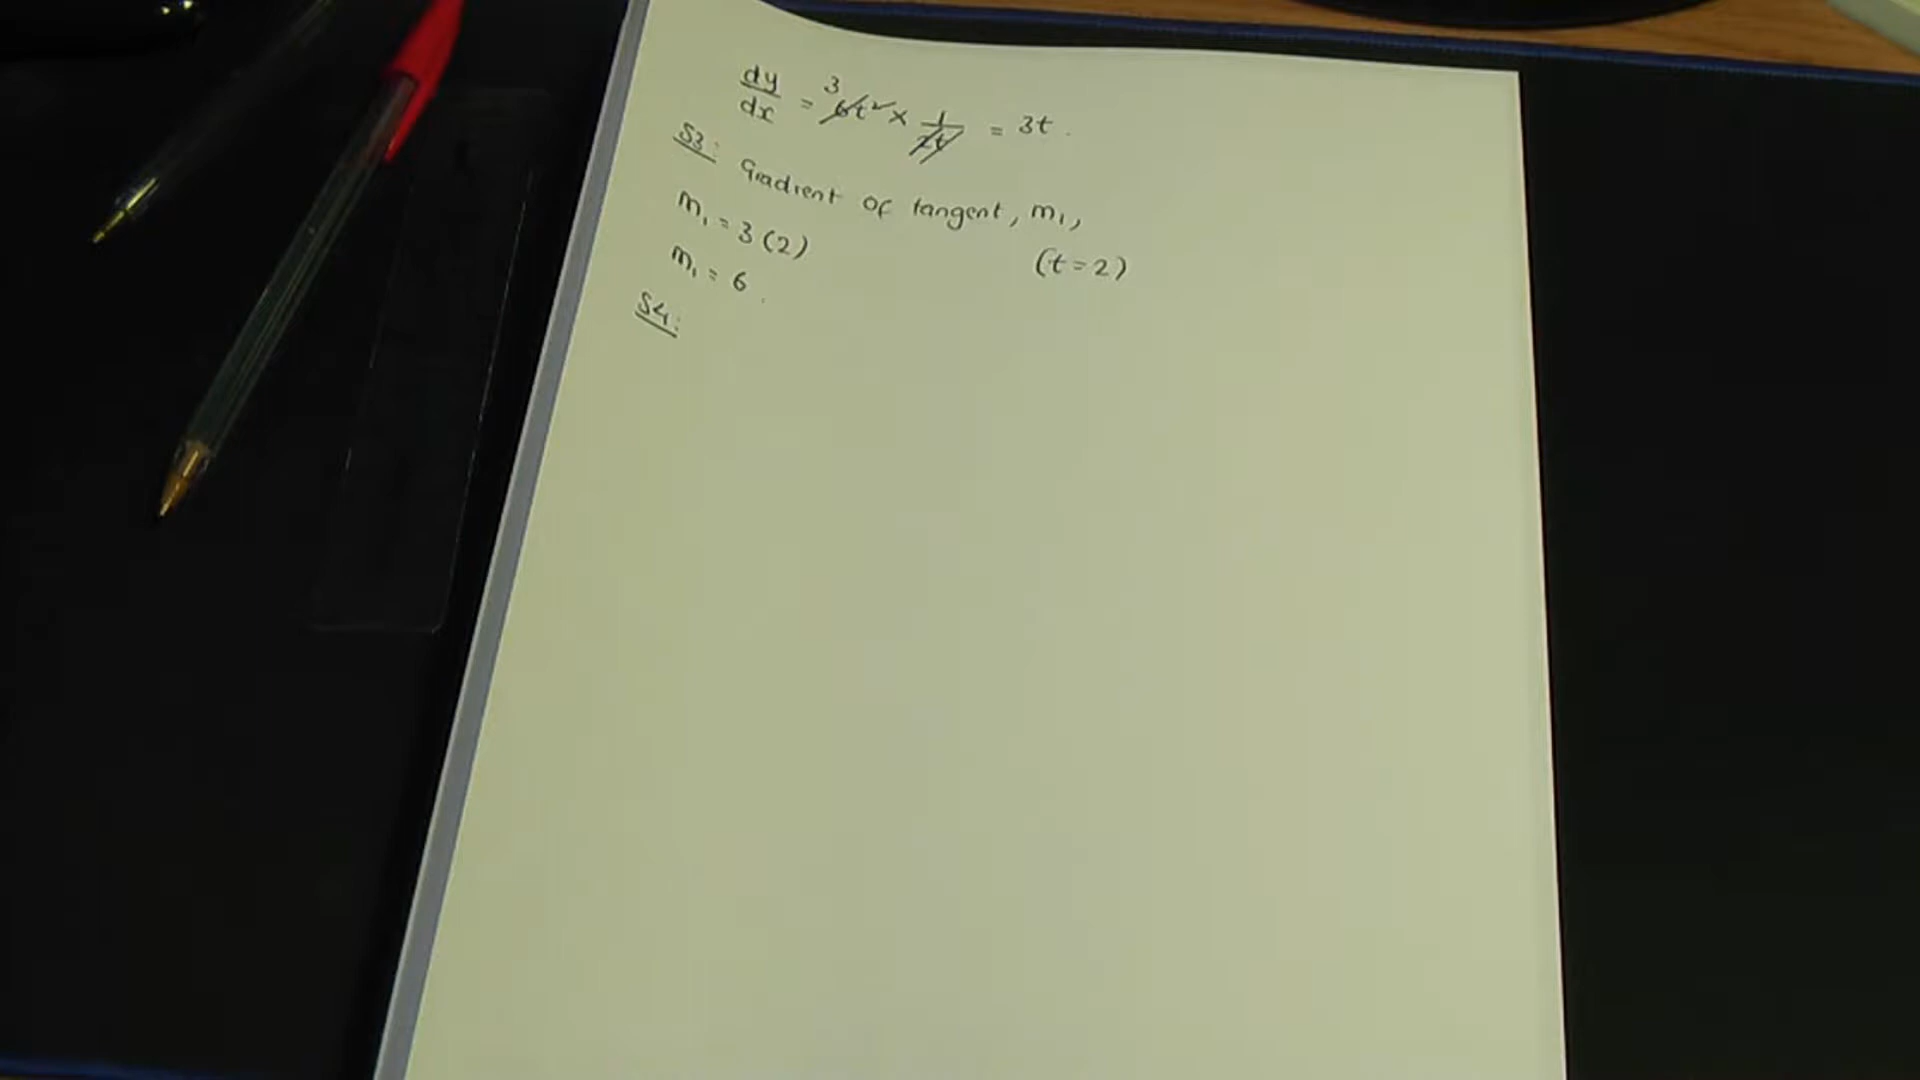 dy/dx = 3 6t² × 1/2t = 3t.
S3: Gradient of tangent, m₁,
(t=2)
m₁ = 3(2)
m₁ = 6.
S4: